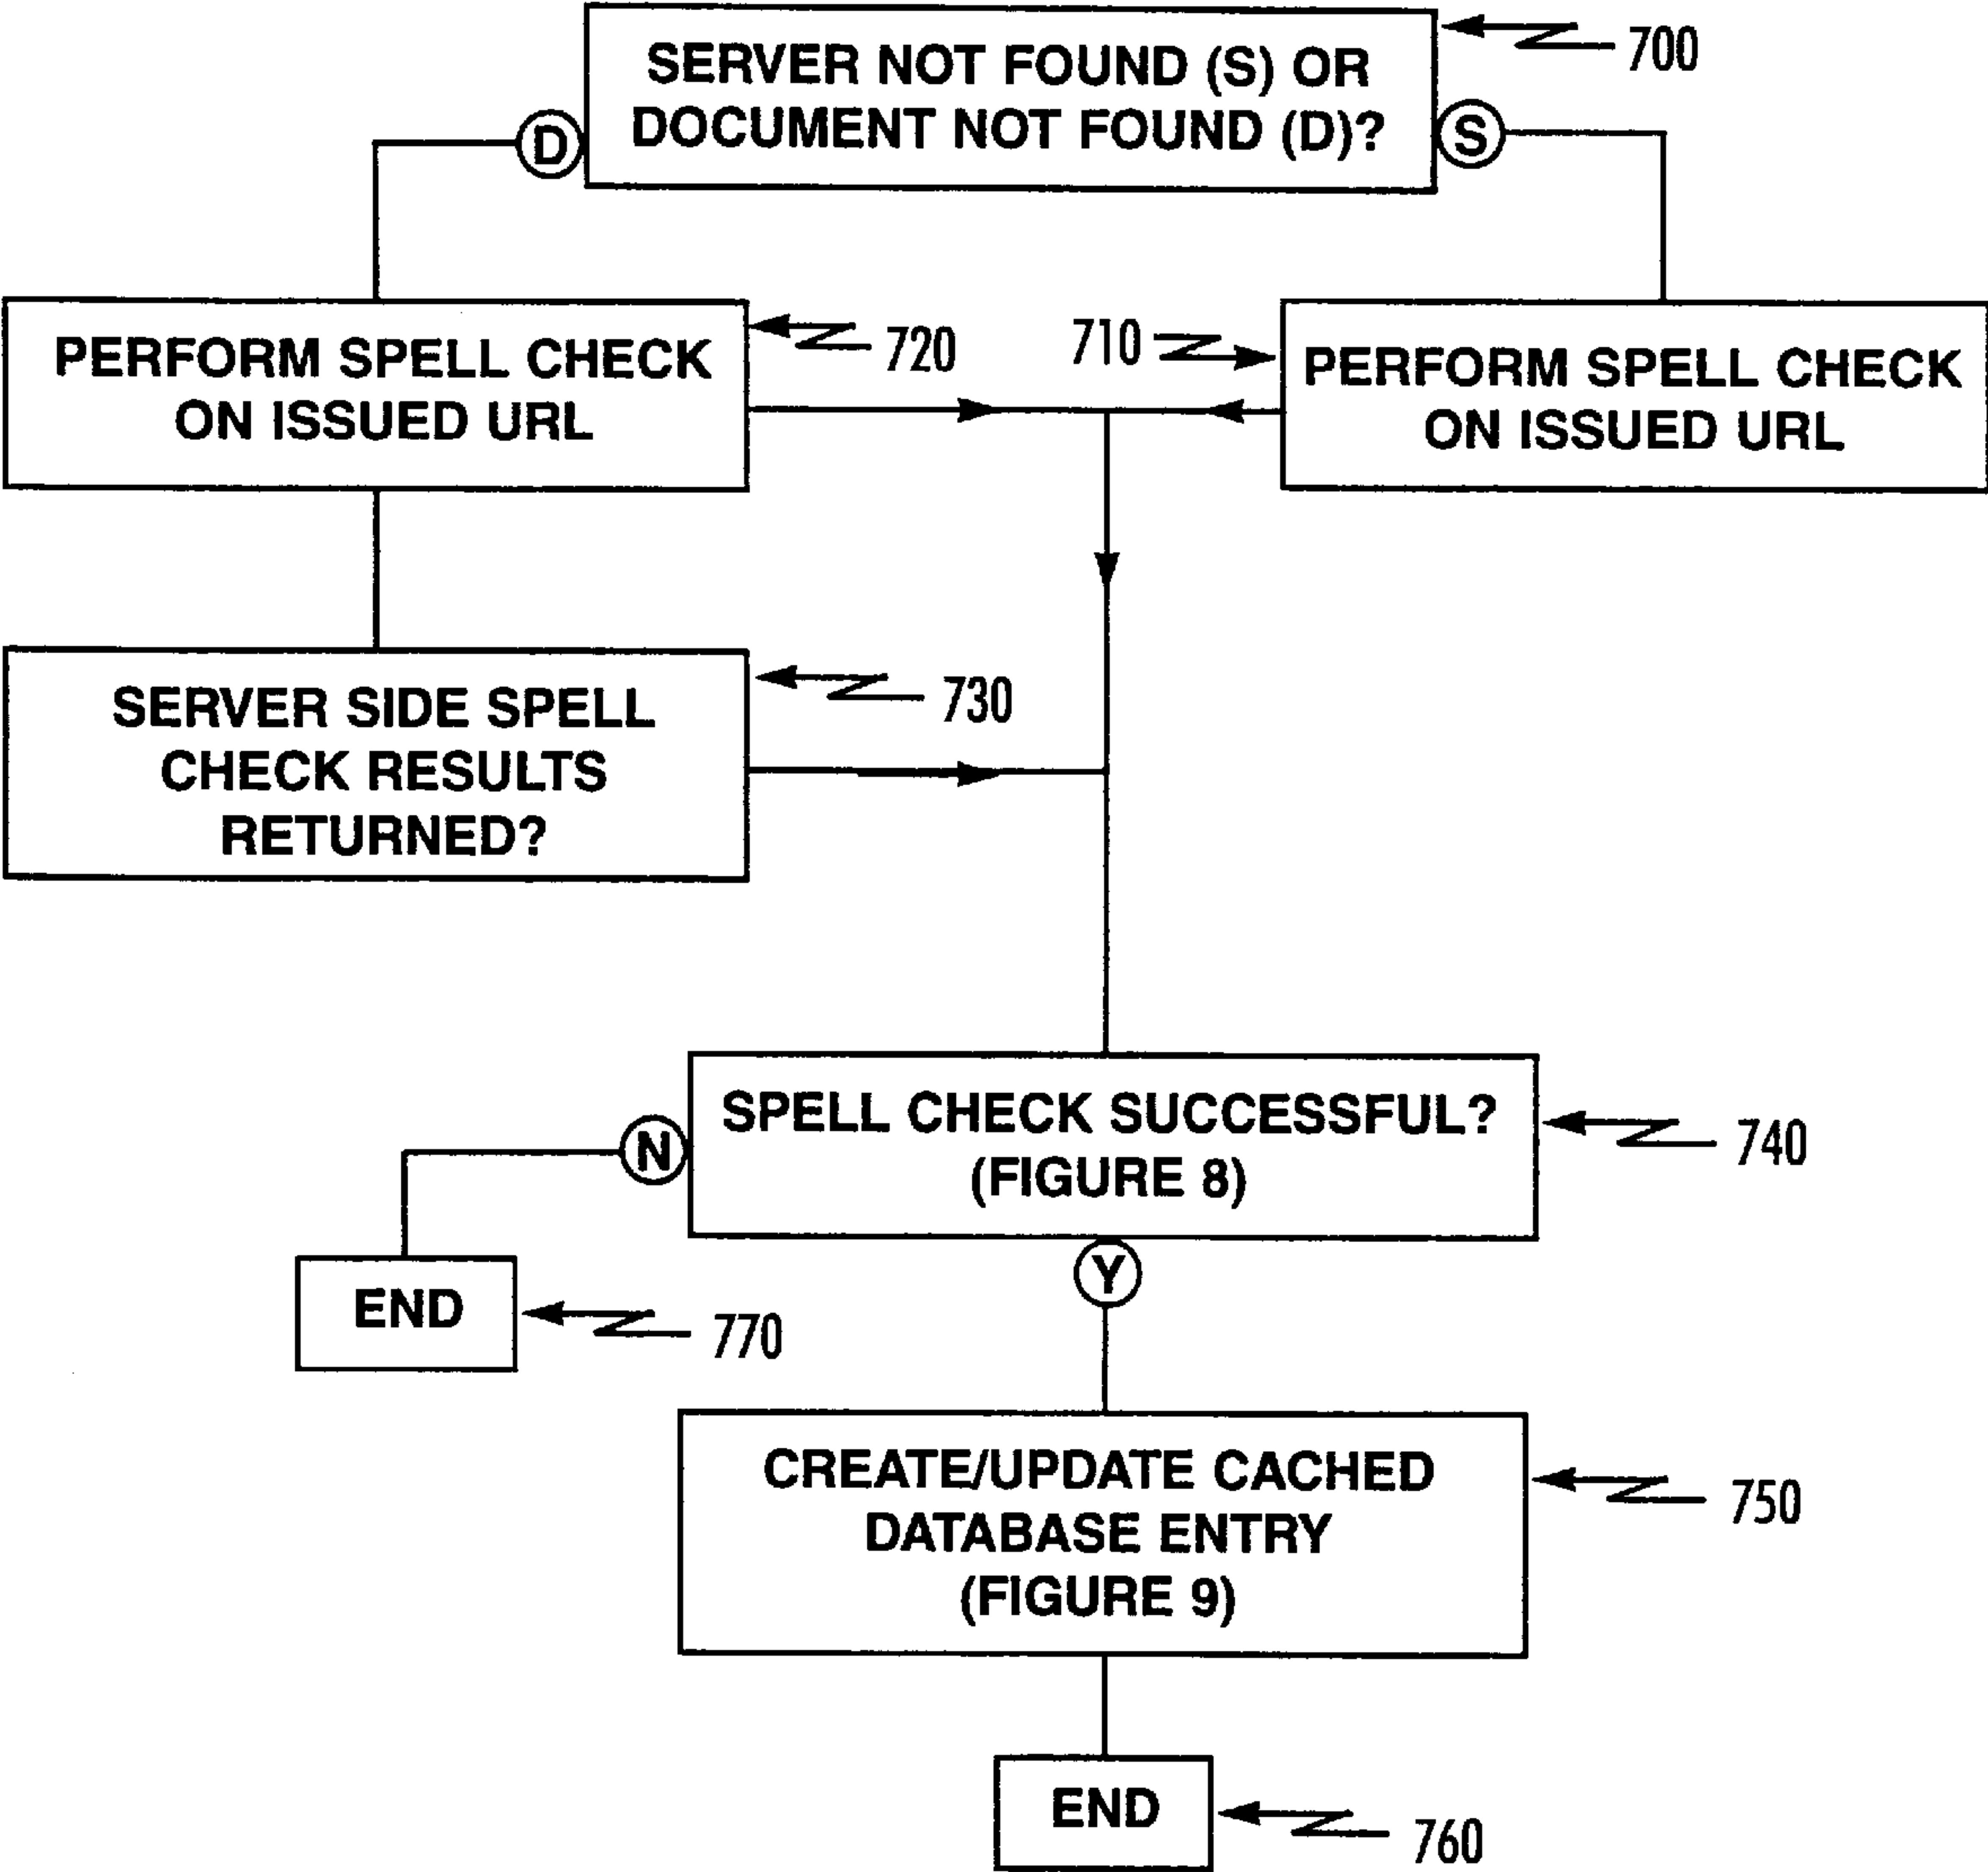 SERVER NOT FOUND (S) OR
DOCUMENT NOT FOUND (D)?
700
D
S
PERFORM SPELL CHECK
ON ISSUED URL
720
710
PERFORM SPELL CHECK
ON ISSUED URL
SERVER SIDE SPELL
CHECK RESULTS
RETURNED?
730
SPELL CHECK SUCCESSFUL?
(FIGURE 8)
740
N
Y
END
770
CREATE/UPDATE CACHED
DATABASE ENTRY
(FIGURE 9)
750
END
760